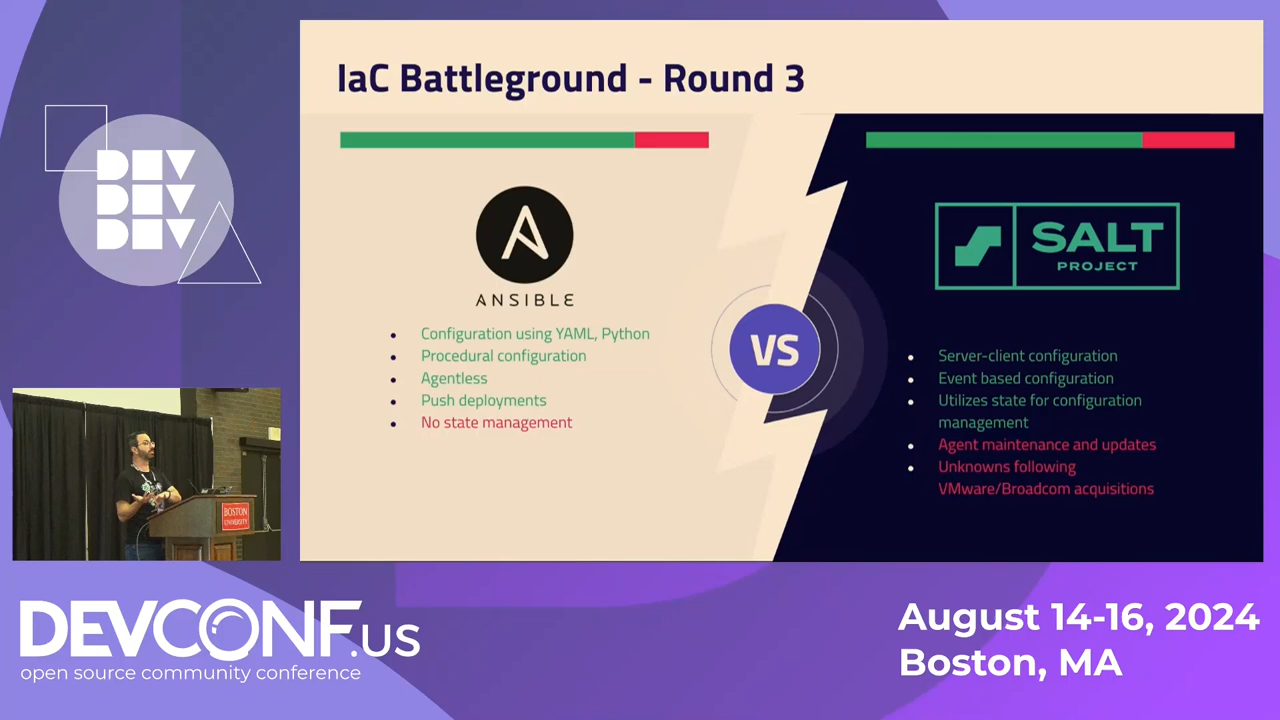 IaC Battleground - Round 3
DEV
DEV
DEV
ANSIBLE
Configuration using YAML, Python
Procedural configuration
Agentless
Push deployments
No state management
VS
SALT
PROJECT
Server-client configuration
Event based configuration
Utilizes state for configuration
management
Agent maintenance and updates
Unknowns following
VMware/Broadcom acquisitions
BOSTON
UNIVERSITY
DEVCONF.US
open source community conference
August 14-16, 2024
Boston, MA